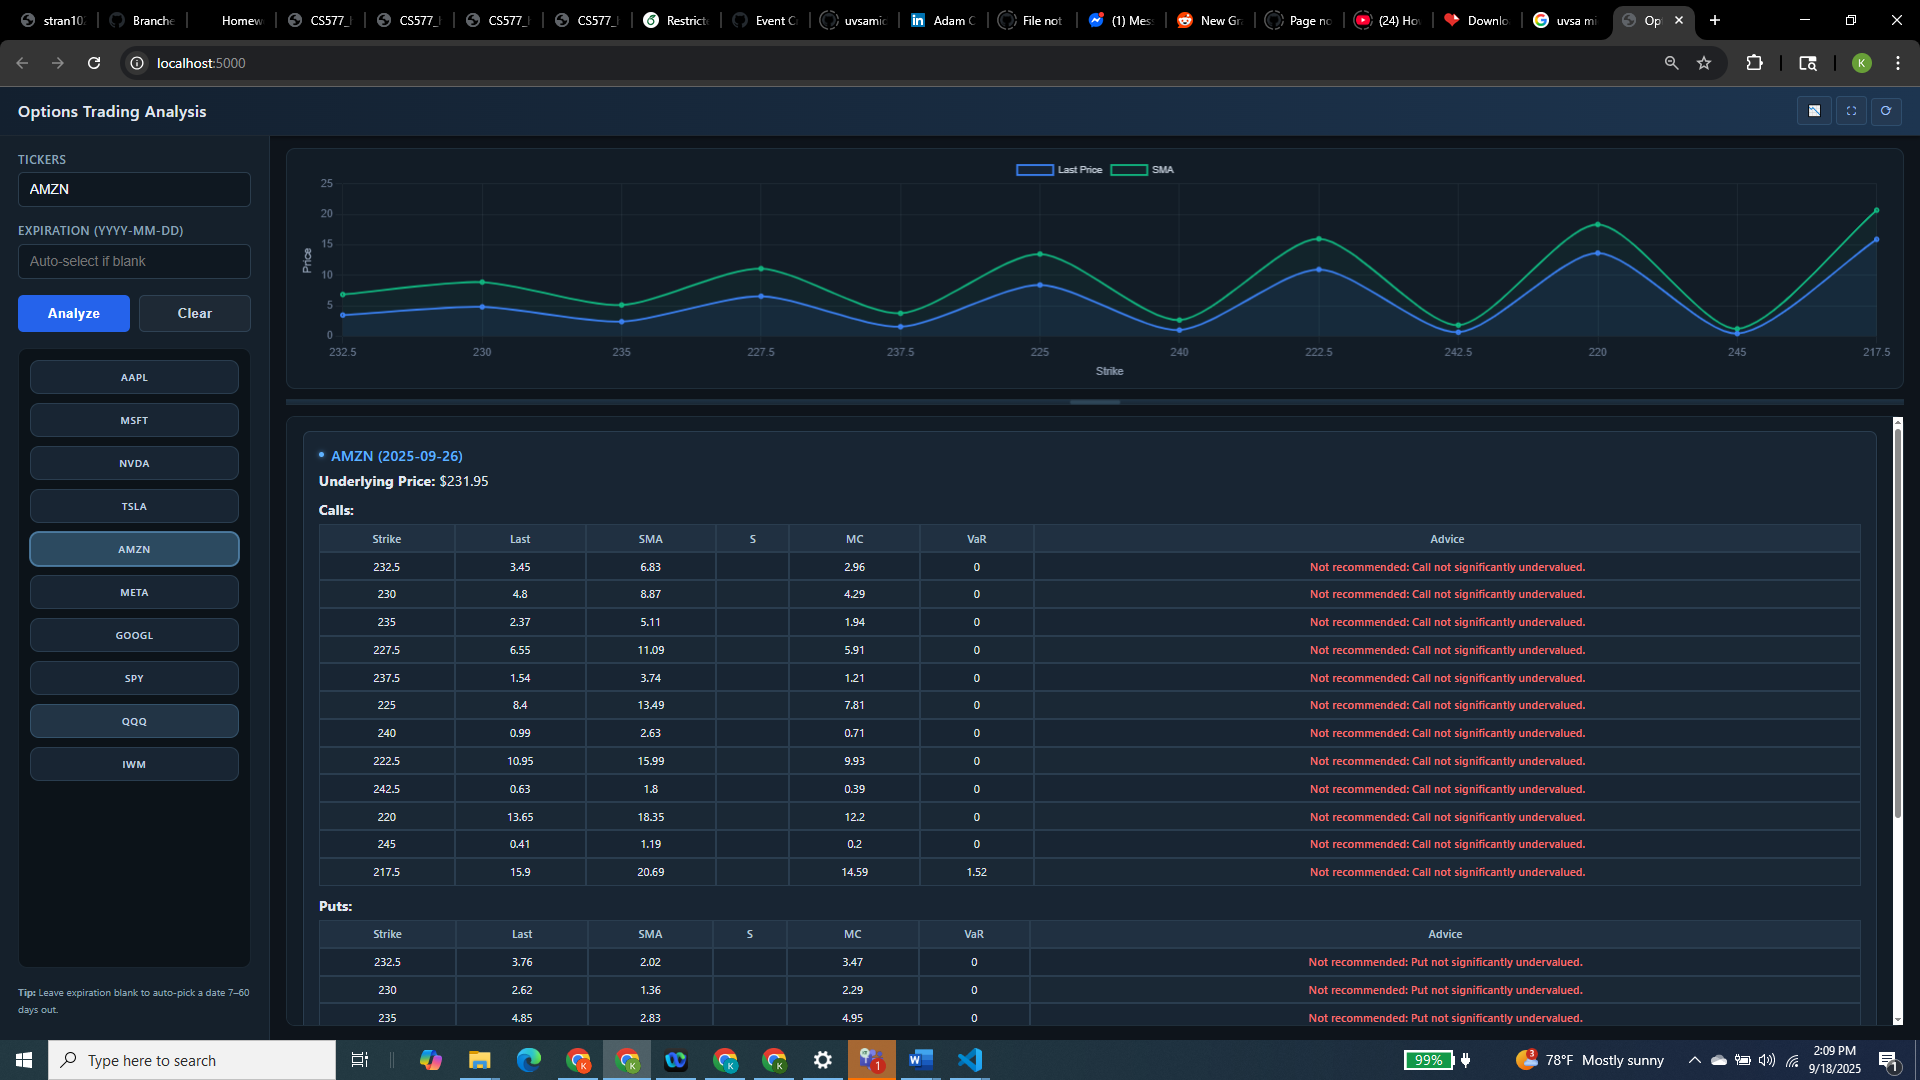 stran10
Branche
Homew
CS577_
CS577_
CS577_
CS577_
Restrict
Event C
uvsamic
Adam C
File not
(1) Mes
New Gr
Page no
(24) Ho
Downlo
uvsa mi
Op
localhost:5000
K
Options Trading Analysis
TICKERS
AMZN
EXPIRATION (YYYY-MM-DD)
Auto-select if blank
Analyze Clear
AAPL
MSFT
NVDA
TSLA
AMZN
META
GOOGL
SPY
QQQ
IWM
Tip: Leave expiration blank to auto-pick a date 7–60
days out.
Last Price SMA
25
20
15
10
5
0
Price
232.5 230 235 227.5 237.5 225 240 222.5 242.5 220 245 217.5
Strike
AMZN (2025-09-26)
Underlying Price: $231.95
Calls:
Strike Last SMA S MC VaR Advice
232.5 3.45 6.83 2.96 0 Not recommended: Call not significantly undervalued.
230 4.8 8.87 4.29 0 Not recommended: Call not significantly undervalued.
235 2.37 5.11 1.94 0 Not recommended: Call not significantly undervalued.
227.5 6.55 11.09 5.91 0 Not recommended: Call not significantly undervalued.
237.5 1.54 3.74 1.21 0 Not recommended: Call not significantly undervalued.
225 8.4 13.49 7.81 0 Not recommended: Call not significantly undervalued.
240 0.99 2.63 0.71 0 Not recommended: Call not significantly undervalued.
222.5 10.95 15.99 9.93 0 Not recommended: Call not significantly undervalued.
242.5 0.63 1.8 0.39 0 Not recommended: Call not significantly undervalued.
220 13.65 18.35 12.2 0 Not recommended: Call not significantly undervalued.
245 0.41 1.19 0.2 0 Not recommended: Call not significantly undervalued.
217.5 15.9 20.69 14.59 1.52 Not recommended: Call not significantly undervalued.
Puts:
Strike Last SMA S MC VaR Advice
232.5 3.76 2.02 3.47 0 Not recommended: Put not significantly undervalued.
230 2.62 1.36 2.29 0 Not recommended: Put not significantly undervalued.
235 4.85 2.83 4.95 0 Not recommended: Put not significantly undervalued.
Type here to search
99%
78°F Mostly sunny
2:09 PM
9/18/2025